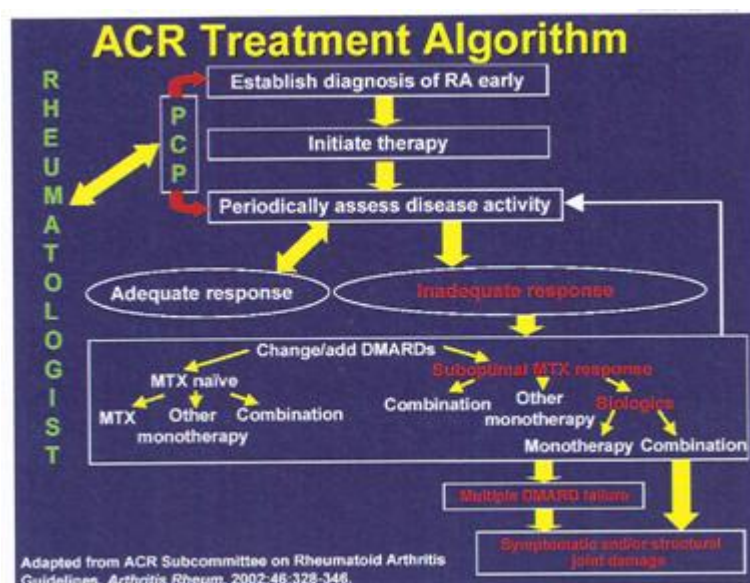 ACR Treatment Algorithm
RHEUMATOLOGIST
PCP
Establish diagnosis of RA early
Initiate therapy
Periodically assess disease activity
Adequate response
Inadequate response
Change/add DMARDs
MTX naïve
Suboptimal MTX response
MTX
Other
monotherapy
Combination
Combination
Other
monotherapy
Biologics
Monotherapy
Combination
Multiple DMARD failure
Symptomatic and/or structural
joint damage
Adapted from ACR Subcommittee on Rheumatoid Arthritis
Guidelines. Arthritis Rheum. 2002;46:328-346.